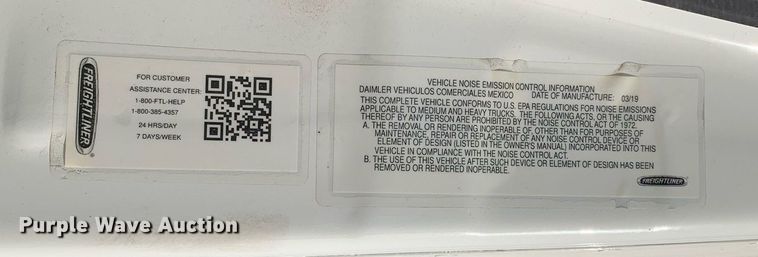 FREIGHTLINER
FOR CUSTOMER
ASSISTANCE CENTER:
1-800-FTL-HELP
1-800-385-4357
24 HRS/DAY
7 DAYS/WEEK
VEHICLE NOISE EMISSION CONTROL INFORMATION
DAIMLER VEHICULOS COMERCIALES MEXICO DATE OF MANUFACTURE: 03/19
THIS COMPLETE VEHICLE CONFORMS TO U.S. EPA REGULATIONS FOR NOISE EMISSIONS
APPLICABLE TO MEDIUM AND HEAVY TRUCKS. THE FOLLOWING ACTS, OR THE CAUSING
THEREOF BY ANY PERSON ARE PROHIBITED BY THE NOISE CONTROL ACT OF 1972.
A. THE REMOVAL OR RENDERING INOPERABLE OF, OTHER THAN FOR PURPOSES OF
MAINTENANCE, REPAIR OR REPLACEMENT OF ANY NOISE CONTROL DEVICE OR
ELEMENT OF DESIGN (LISTED IN THE OWNER'S MANUAL) INCORPORATED INTO THIS
VEHICLE IN COMPLIANCE WITH THE NOISE CONTROL ACT.
B. THE USE OF THIS VEHICLE AFTER SUCH DEVICE OR ELEMENT OF DESIGN HAS BEEN
REMOVED OR RENDERED INOPERABLE.
FREIGHTLINER
Purple Wave Auction